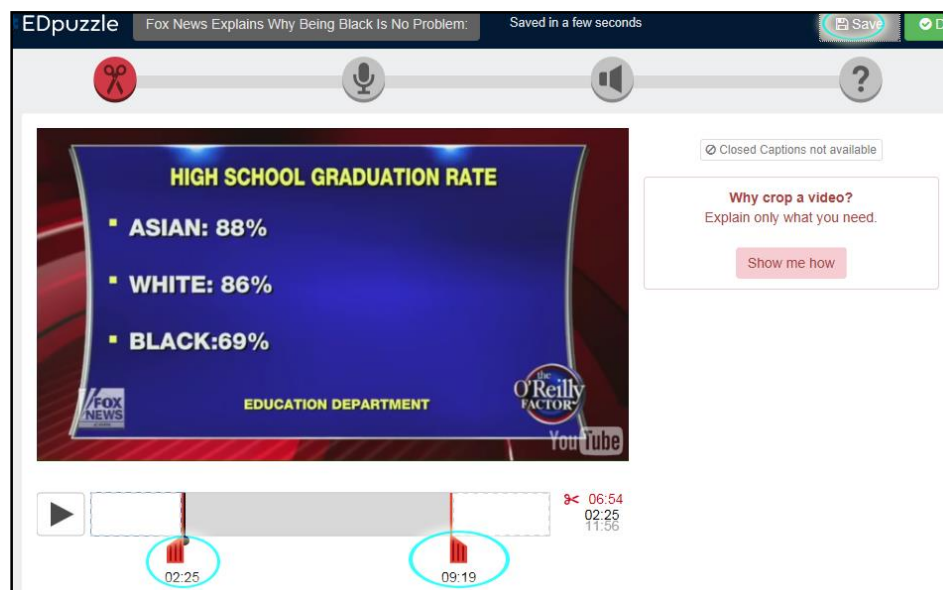 EDpuzzle Fox News Explains Why Being Black Is No Problem: Saved in a few seconds Save D
?
Closed Captions not available
Why crop a video?
Explain only what you need.
Show me how
HIGH SCHOOL GRADUATION RATE
ASIAN: 88%
WHITE: 86%
BLACK:69%
EDUCATION DEPARTMENT
FOX
NEWS
the
O'Reilly
FACTOR
YouTube
06:54
02:25
11:56
02:25 09:19